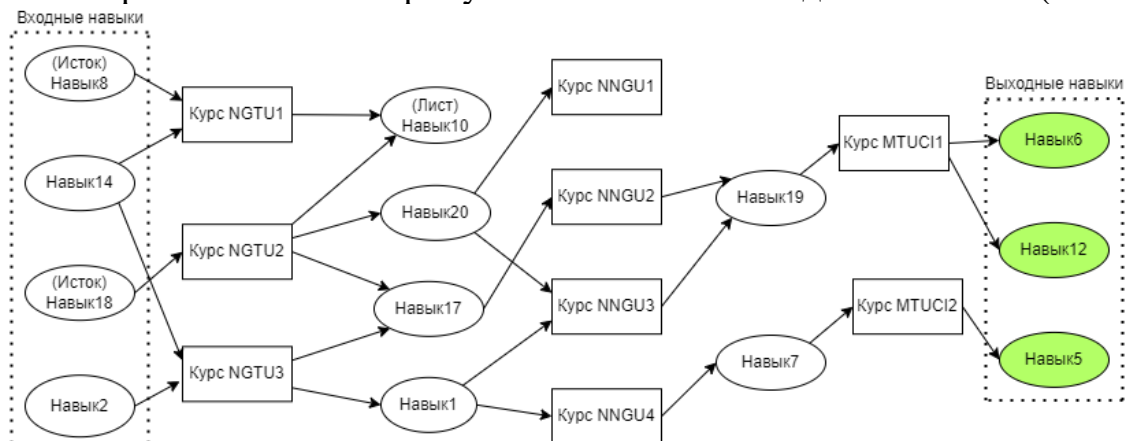 Входные навыки
(Исток)
Навык8
Навык14
(Исток)
Навык18
Навык2
Курс NGTU1
Курс NGTU2
Курс NGTU3
(Лист)
Навык10
Навык20
Навык17
Навык1
Курс NNGU1
Курс NNGU2
Курс NNGU3
Курс NNGU4
Навык19
Навык7
Курс MTUCI1
Курс MTUCI2
Выходные навыки
Навык6
Навык12
Навык5